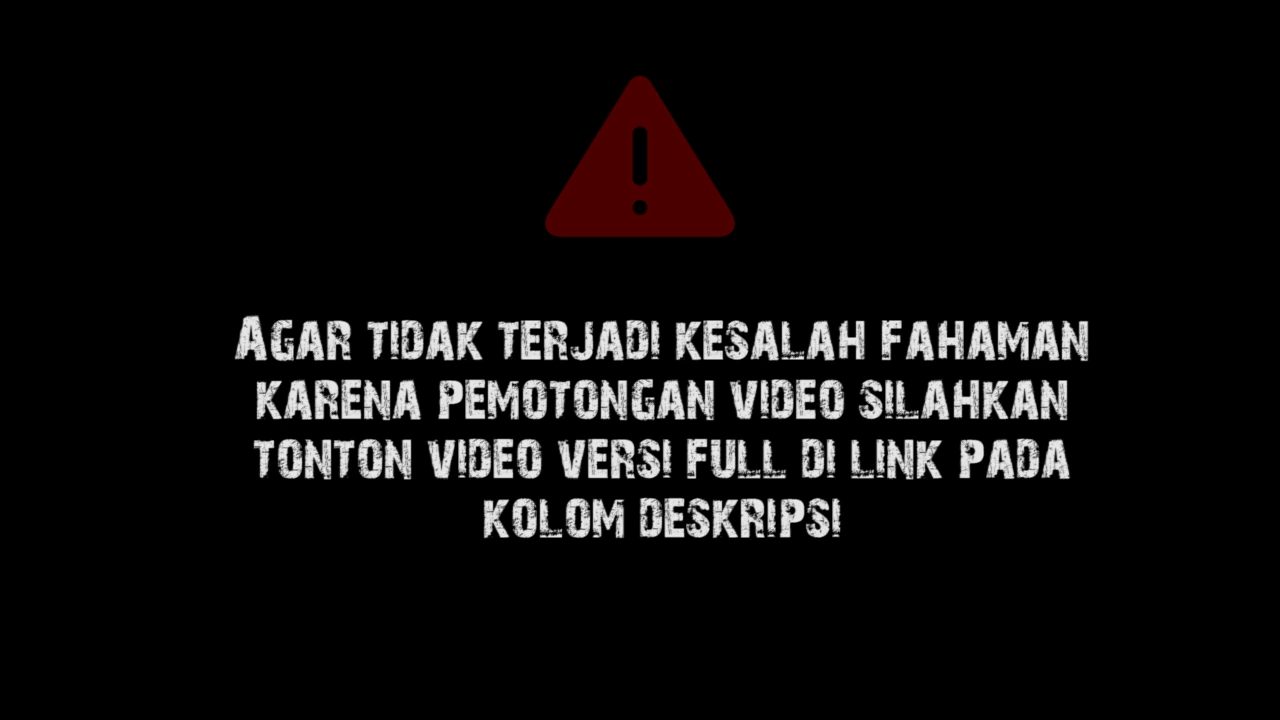 Agar tidak terjadi kesalah fahaman
karena pemotongan video silahkan
tonton video versi full di link pada
kolom deskripsi